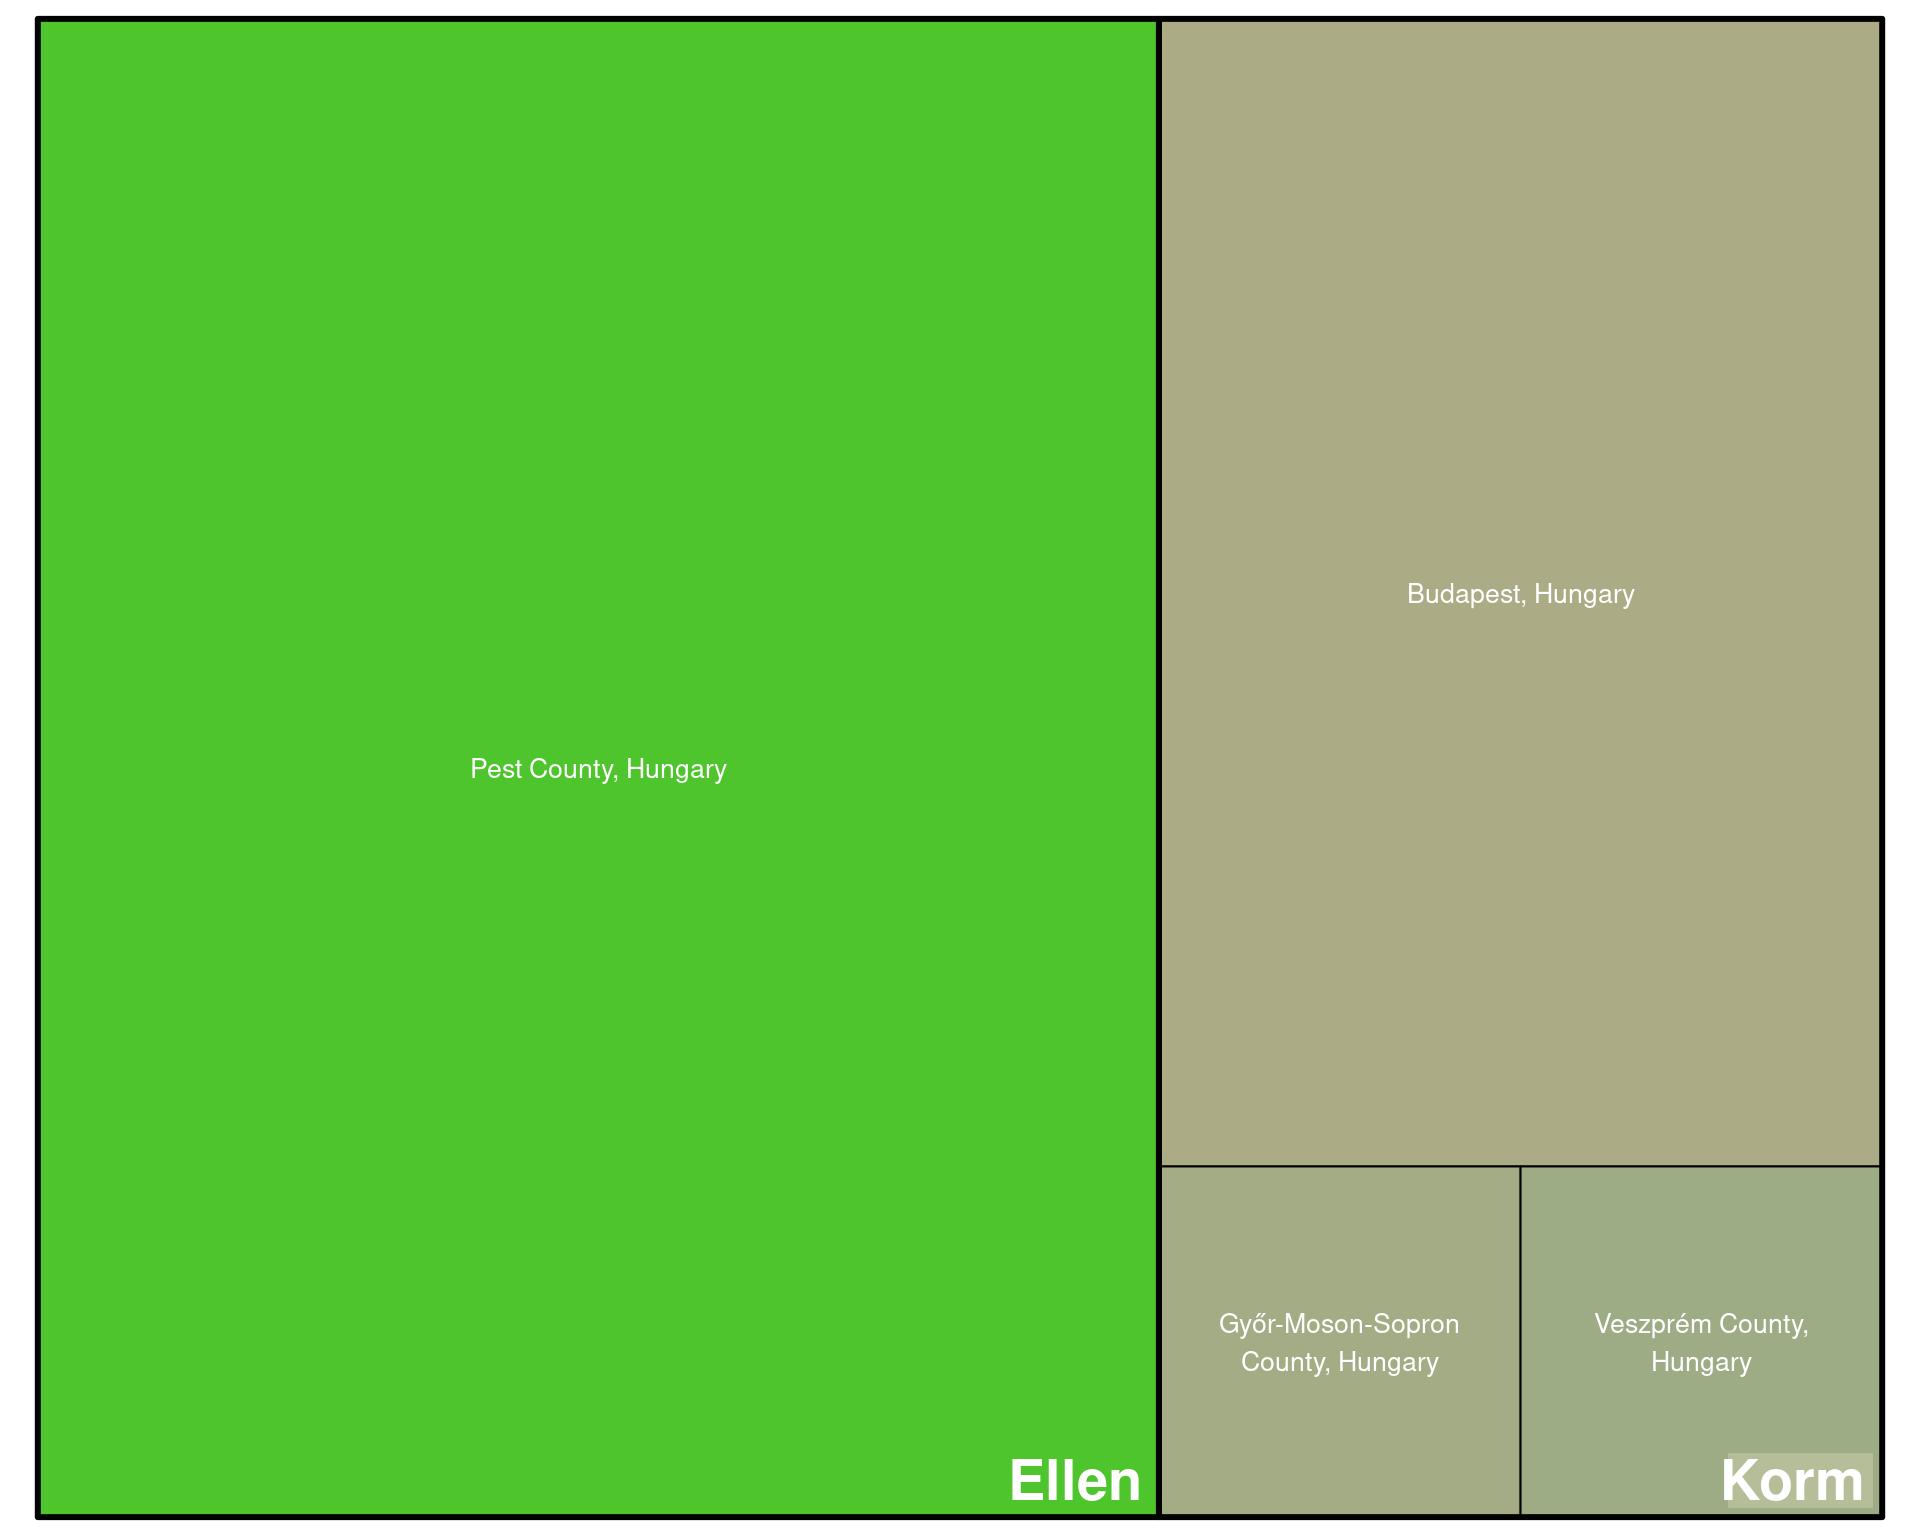 Pest County, Hungary
Ellen
Budapest, Hungary
Győr-Moson-Sopron
County, Hungary
Veszprém County,
Hungary
Korm